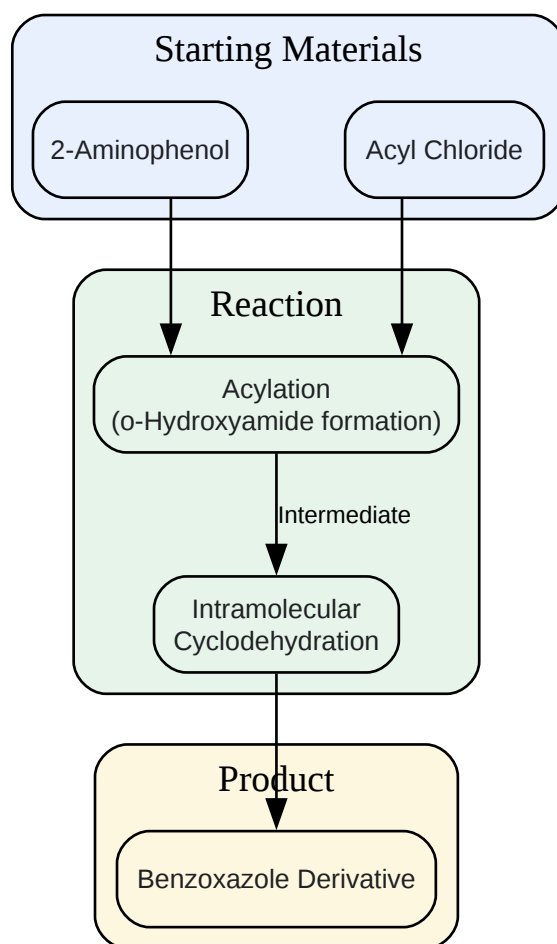 Starting Materials
2-Aminophenol
Acyl Chloride
Reaction
Acylation
(o-Hydroxyamide formation)
Intermediate
Intramolecular
Cyclodehydration
Product
Benzoxazole Derivative